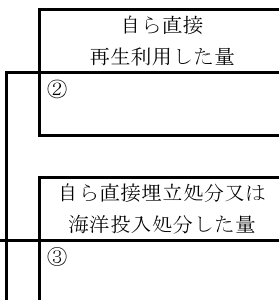 自ら直接
再生利用した量
②
自ら直接埋立処分又は
海洋投入処分した量
③